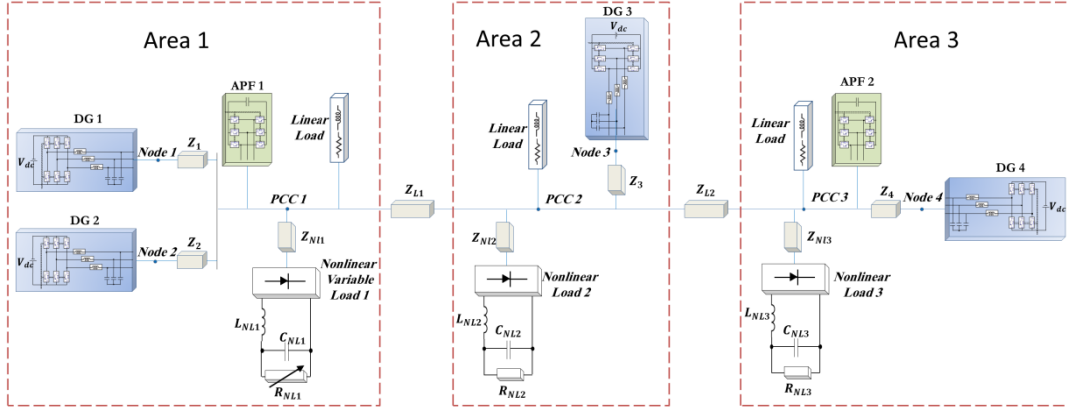 Area 1
APF 1
DG 1
V_dc
Node 1
Z_1
Linear
Load
DG 2
V_dc
Node 2
Z_2
PCC 1
Z_Nl1
Nonlinear
Variable
Load 1
L_NL1
C_NL1
R_NL1
Z_L1
Area 2
DG 3
V_dc
Linear
Load
Node 3
Z_3
PCC 2
Z_Nl2
Nonlinear
Load 2
L_NL2
C_NL2
R_NL2
Z_L2
Area 3
APF 2
Linear
Load
PCC 3
Z_4
Node 4
DG 4
V_dc
Z_Nl3
Nonlinear
Load 3
L_NL3
C_NL3
R_NL3